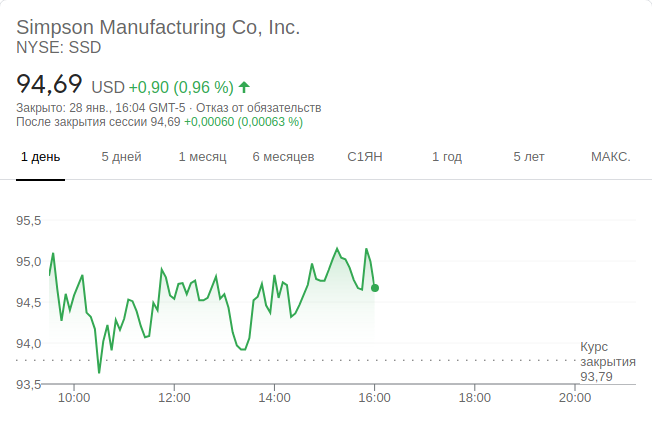 Simpson Manufacturing Co, Inc.
NYSE: SSD
94,69 USD +0,90 (0,96 %)
Закрыто: 28 янв., 16:04 GMT-5 · Отказ от обязательств
После закрытия сессии 94,69 +0,00060 (0,00063 %)
1 день 5 дней 1 месяц 6 месяцев С1ЯН 1 год 5 лет МАКС.
95,5
95,0
94,5
94,0
Курс
закрытия
93,79
93,5
10:00 12:00 14:00 16:00 18:00 20:00